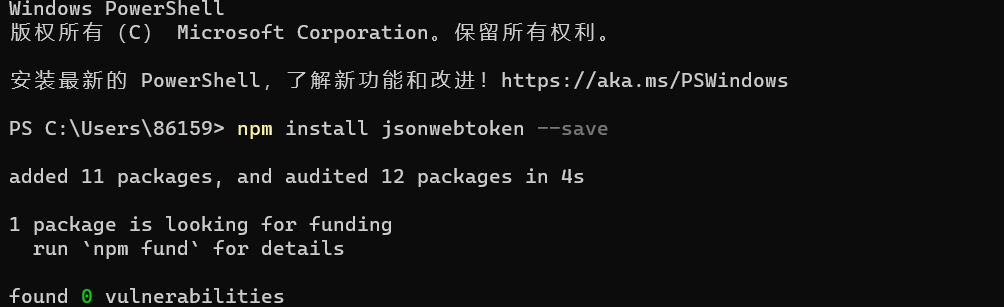 Windows PowerShell
版权所有（C） Microsoft Corporation。保留所有权利。
安装最新的 PowerShell，了解新功能和改进！https://aka.ms/PSWindows
PS C:\Users\86159> npm install jsonwebtoken --save
added 11 packages, and audited 12 packages in 4s
1 package is looking for funding
  run `npm fund` for details
found 0 vulnerabilities